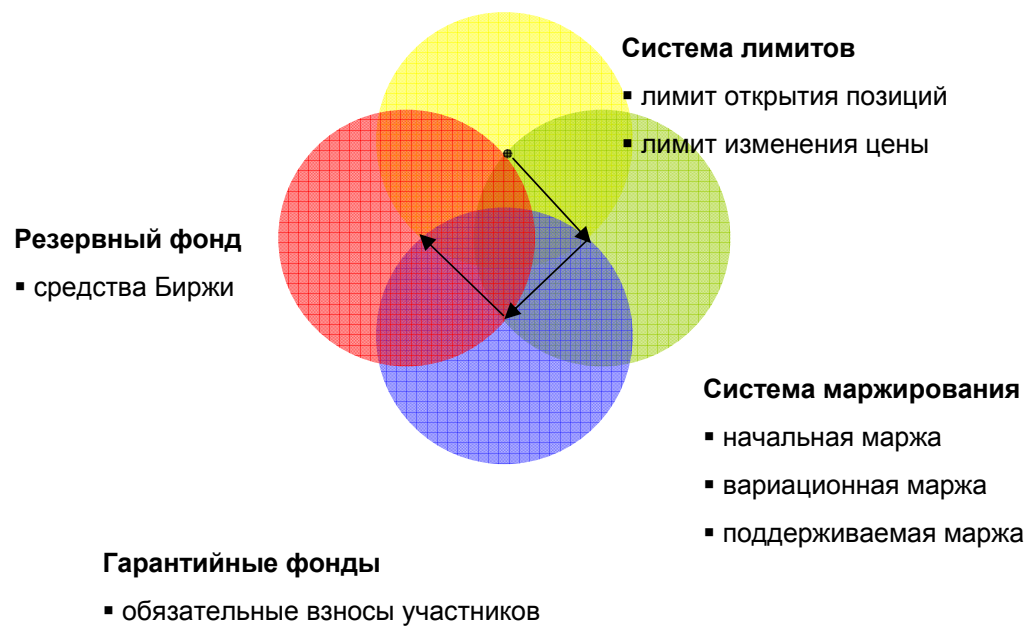 Система лимитов
▪ лимит открытия позиций
▪ лимит изменения цены
Резервный фонд
▪ средства Биржи
Система маржирования
▪ начальная маржа
▪ вариационная маржа
▪ поддерживаемая маржа
Гарантийные фонды
▪ обязательные взносы участников